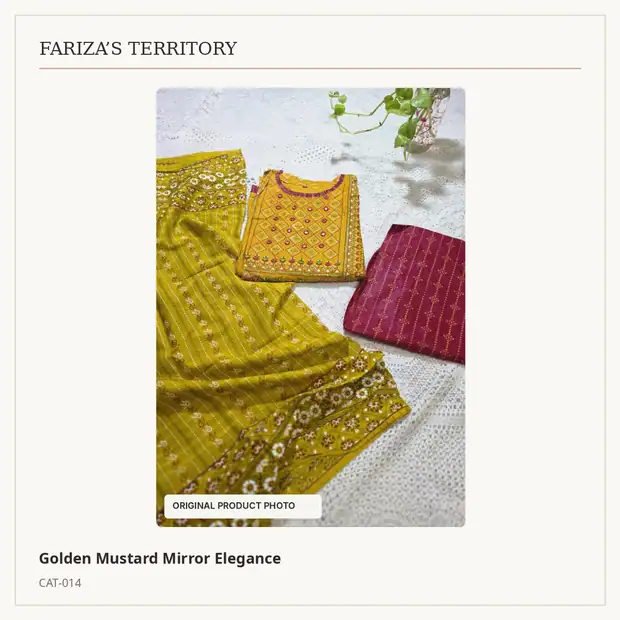 FARIZA’S TERRITORY
ORIGINAL PRODUCT PHOTO
Golden Mustard Mirror Elegance
CAT-014